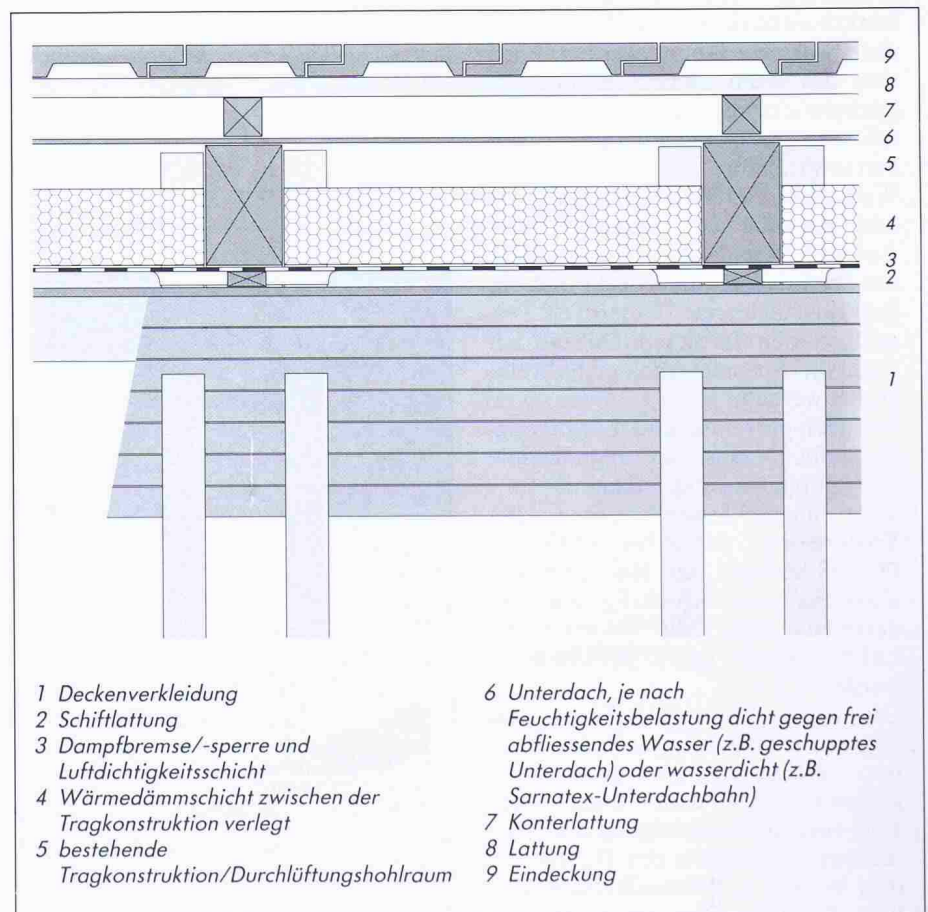 9
8
7
6
5
4
3
2
1
1 Deckenverkleidung
2 Schiftlattung
3 Dampfbremse/-sperre und
Luftdichtigkeitsschicht
4 Wärmedämmschicht zwischen der
Tragkonstruktion verlegt
5 bestehende
Tragkonstruktion/Durchlüftungshohlraum
6 Unterdach, je nach
Feuchtigkeitsbelastung dicht gegen frei
abfliessendes Wasser (z.B. geschupptes
Unterdach) oder wasserdicht (z.B.
Sarnatex-Unterdachbahn)
7 Konterlattung
8 Lattung
9 Eindeckung